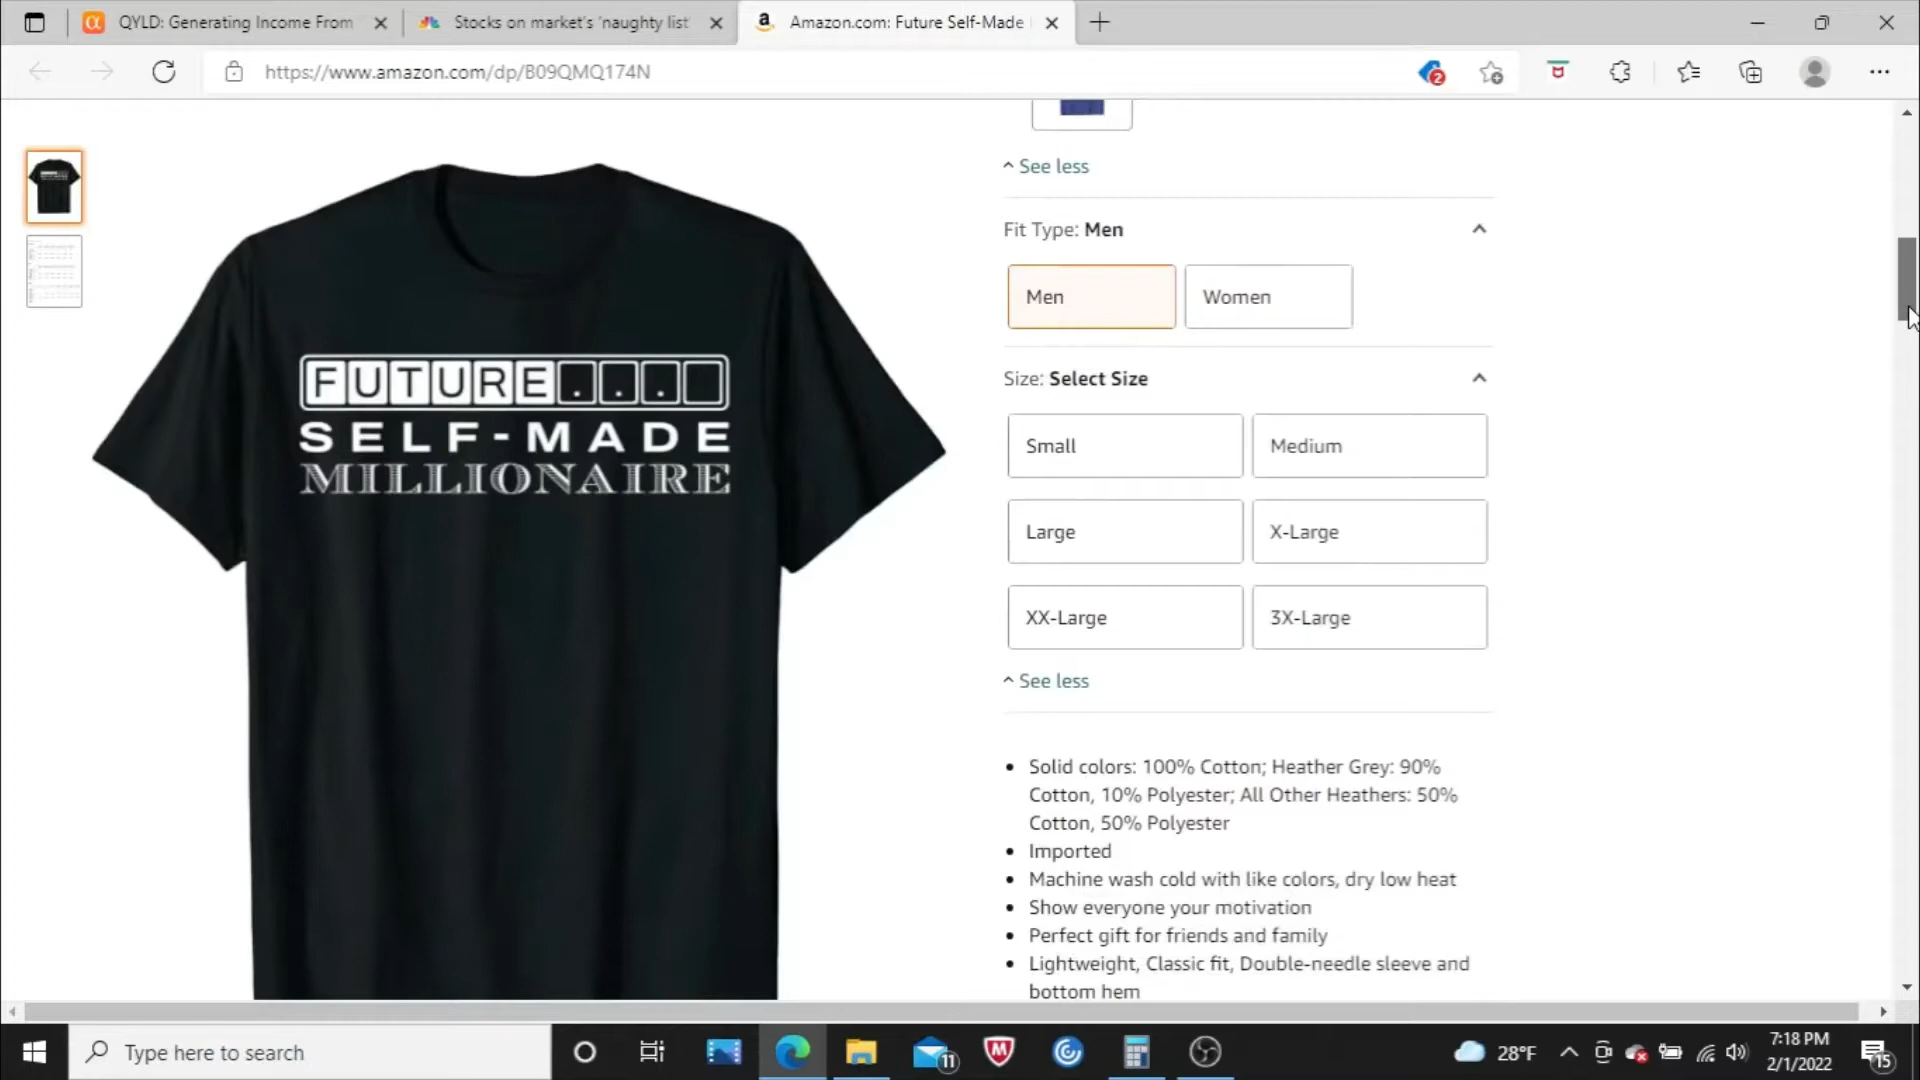 QYLD: Generating Income From
Stocks on market's 'naughty list'
Amazon.com: Future Self-Made
https://www.amazon.com/dp/B09QMQ174N
2
See less
Fit Type: Men
Men
Women
FUTURE....
SELF-MADE
MILLIONAIRE
Size: Select Size
Small
Medium
Large
X-Large
XX-Large
3X-Large
See less
Solid colors: 100% Cotton; Heather Grey: 90%
Cotton, 10% Polyester; All Other Heathers: 50%
Cotton, 50% Polyester
Imported
Machine wash cold with like colors, dry low heat
Show everyone your motivation
Perfect gift for friends and family
Lightweight, Classic fit, Double-needle sleeve and
bottom hem
Type here to search
11
28°F
7:18 PM
2/1/2022
15